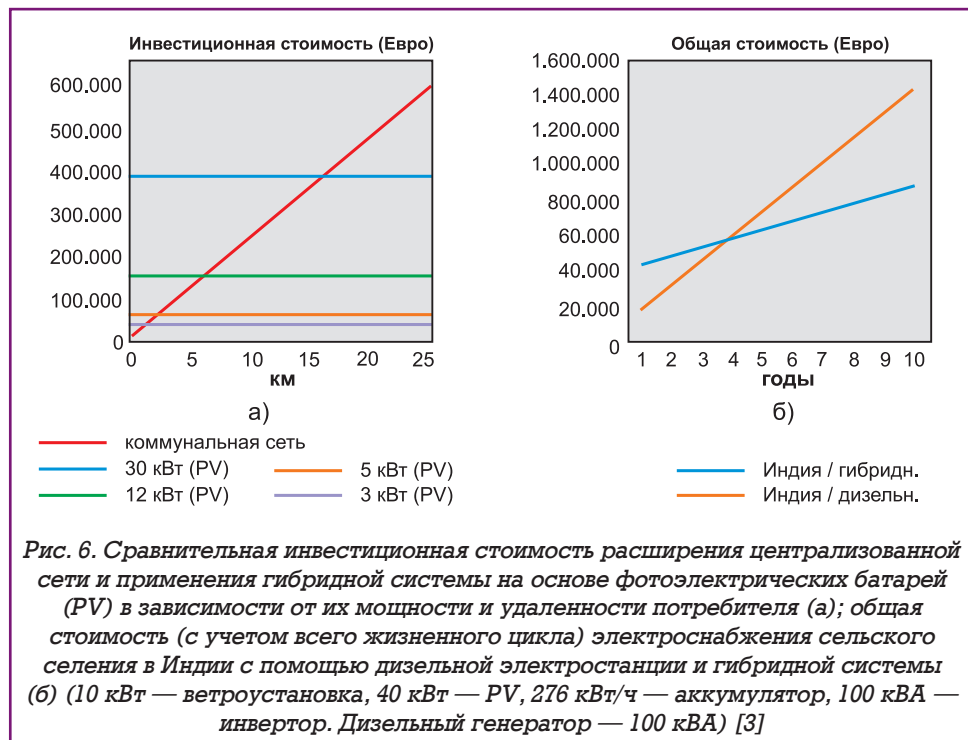 Инвестиционная стоимость (Евро)
600.000
500.000
400.000
300.000
200.000
100.000
0
0 5 10 15 20 25
км
а)
Общая стоимость (Евро)
1.600.000
1.400.000
1.200.000
1.000.000
800.000
60.000
40.000
20.000
0
1 2 3 4 5 6 7 8 9 10
годы
б)
коммунальная сеть
30 кВт (PV) 5 кВт (PV)
12 кВт (PV) 3 кВт (PV)
Индия / гибридн.
Индия / дизельн.
Рис. 6. Сравнительная инвестиционная стоимость расширения централизованной
сети и применения гибридной системы на основе фотоэлектрических батарей
(PV) в зависимости от их мощности и удаленности потребителя (а); общая
стоимость (с учетом всего жизненного цикла) электроснабжения сельского
селения в Индии с помощью дизельной электростанции и гибридной системы
(б) (10 кВт — ветроустановка, 40 кВт — PV, 276 кВт/ч — аккумулятор, 100 кВА —
инвертор. Дизельный генератор — 100 кВА) [3]